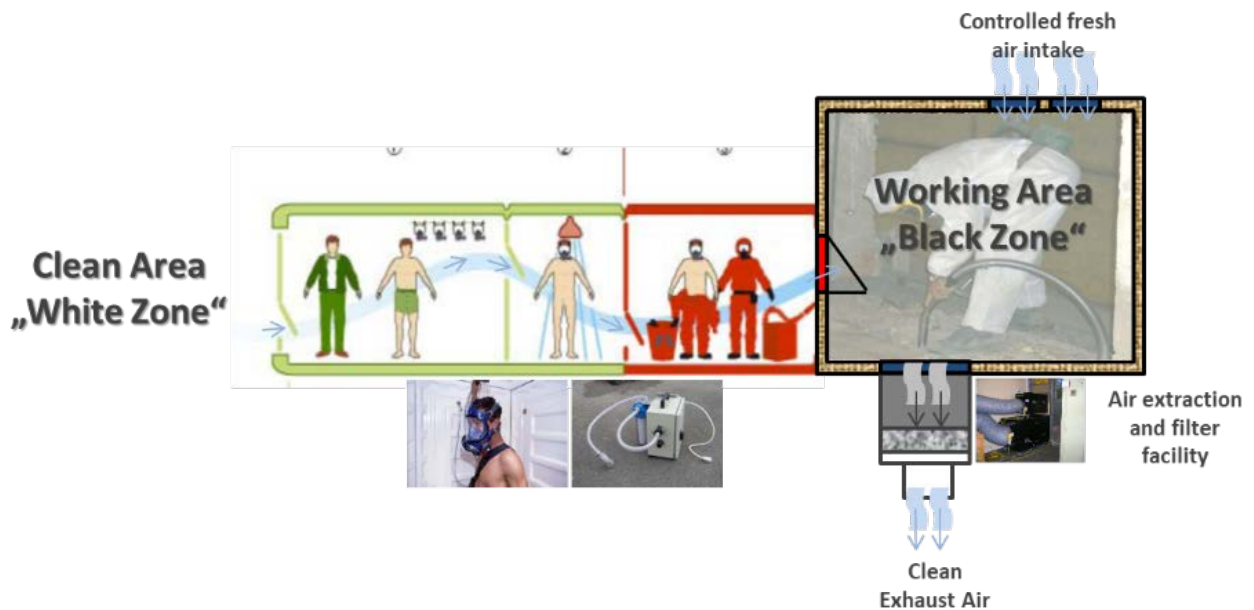 Controlled fresh
air intake
Clean Area
„White Zone“
Working Area
„Black Zone“
Air extraction
and filter
facility
Clean
Exhaust Air